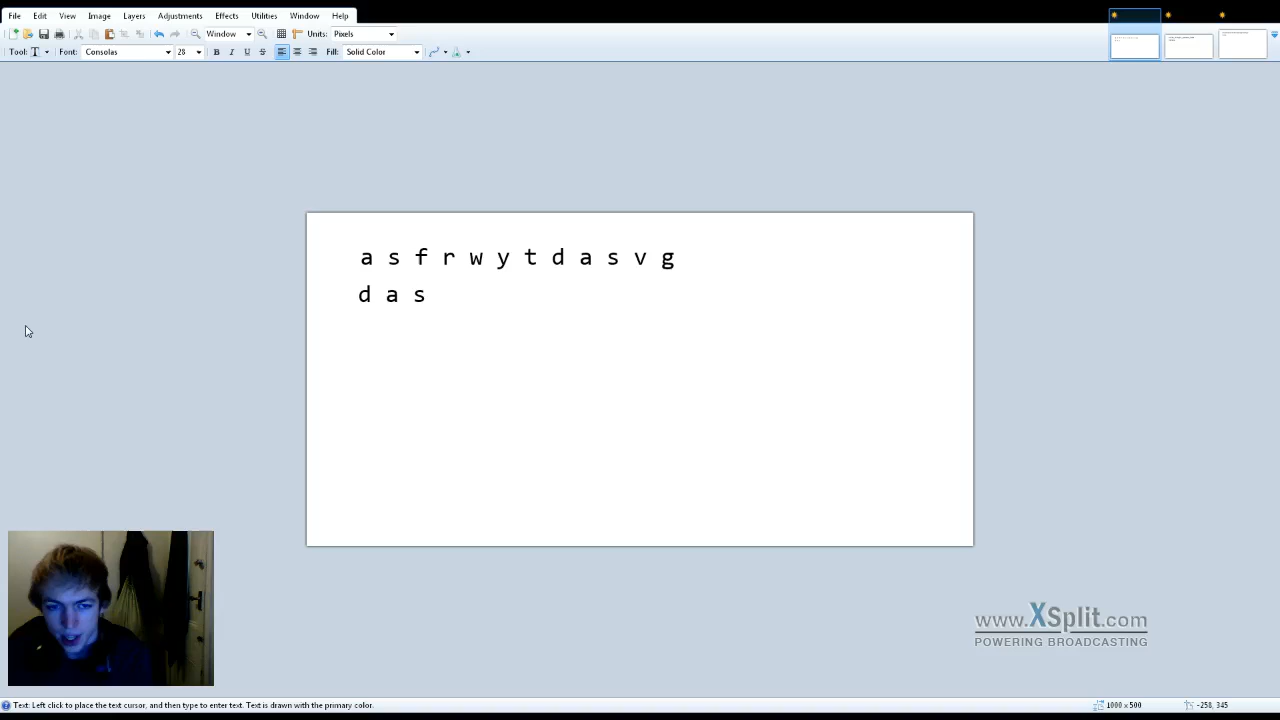 File Edit View Image Layers Adjustments Effects Utilities Window Help
Window Units: Pixels
Tool: T Font: Consolas 28 B I U S Fill: Solid Color
a s f r w y t d a s v g
d a s
www.XSplit.com
POWERING BROADCASTING
Text: Left click to place the text cursor, and then type to enter text. Text is drawn with the primary color.
1000 x 500
-258, 345